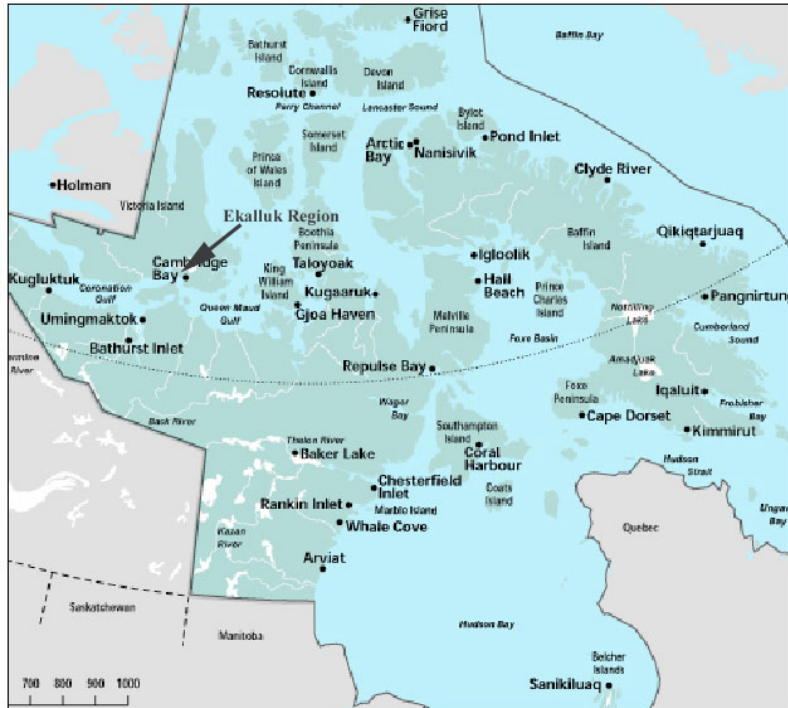 Grise
Fiord
Baffin Bay
Bathurst
Island
Cornwallis
Island
Devon
Island
Resolute
Parry Channel
Lancaster Sound
Bylot
Island
Somerset
Island
Arctic
Bay
Nanisivik
Pond Inlet
Prince
of Wales
Island
Clyde River
Holman
Victoria Island
Ekalluk Region
Boothia
Peninsula
Baffin
Island
Qikiqtarjuaq
Cambridge
Bay
Taloyoak
Igloolik
King
William
Island
Kugluktuk
Coronation
Gulf
Kugaaruk
Hall
Beach
Prince
Charles
Island
Pangnirtung
Queen Maud
Gulf
Gjoa Haven
Nettilling
Lake
Umingmaktok
Melville
Peninsula
Cumberland
Sound
Bathurst Inlet
Foxe Basin
River
Repulse Bay
Amadjuak
Lake
Foxe
Peninsula
Iqaluit
Frobisher
Bay
Back River
Wager
Bay
Cape Dorset
Kimmirut
Southampton
Island
Thelon River
Baker Lake
Coral
Harbour
Hudson
Strait
Chesterfield
Inlet
Coats
Island
Rankin Inlet
Marble Island
Ungava
Bay
Whale Cove
Quebec
Kazan
River
Arviat
Saskatchewan
Manitoba
Hudson Bay
Belcher
Islands
Sanikiluaq
700 800 900 1000